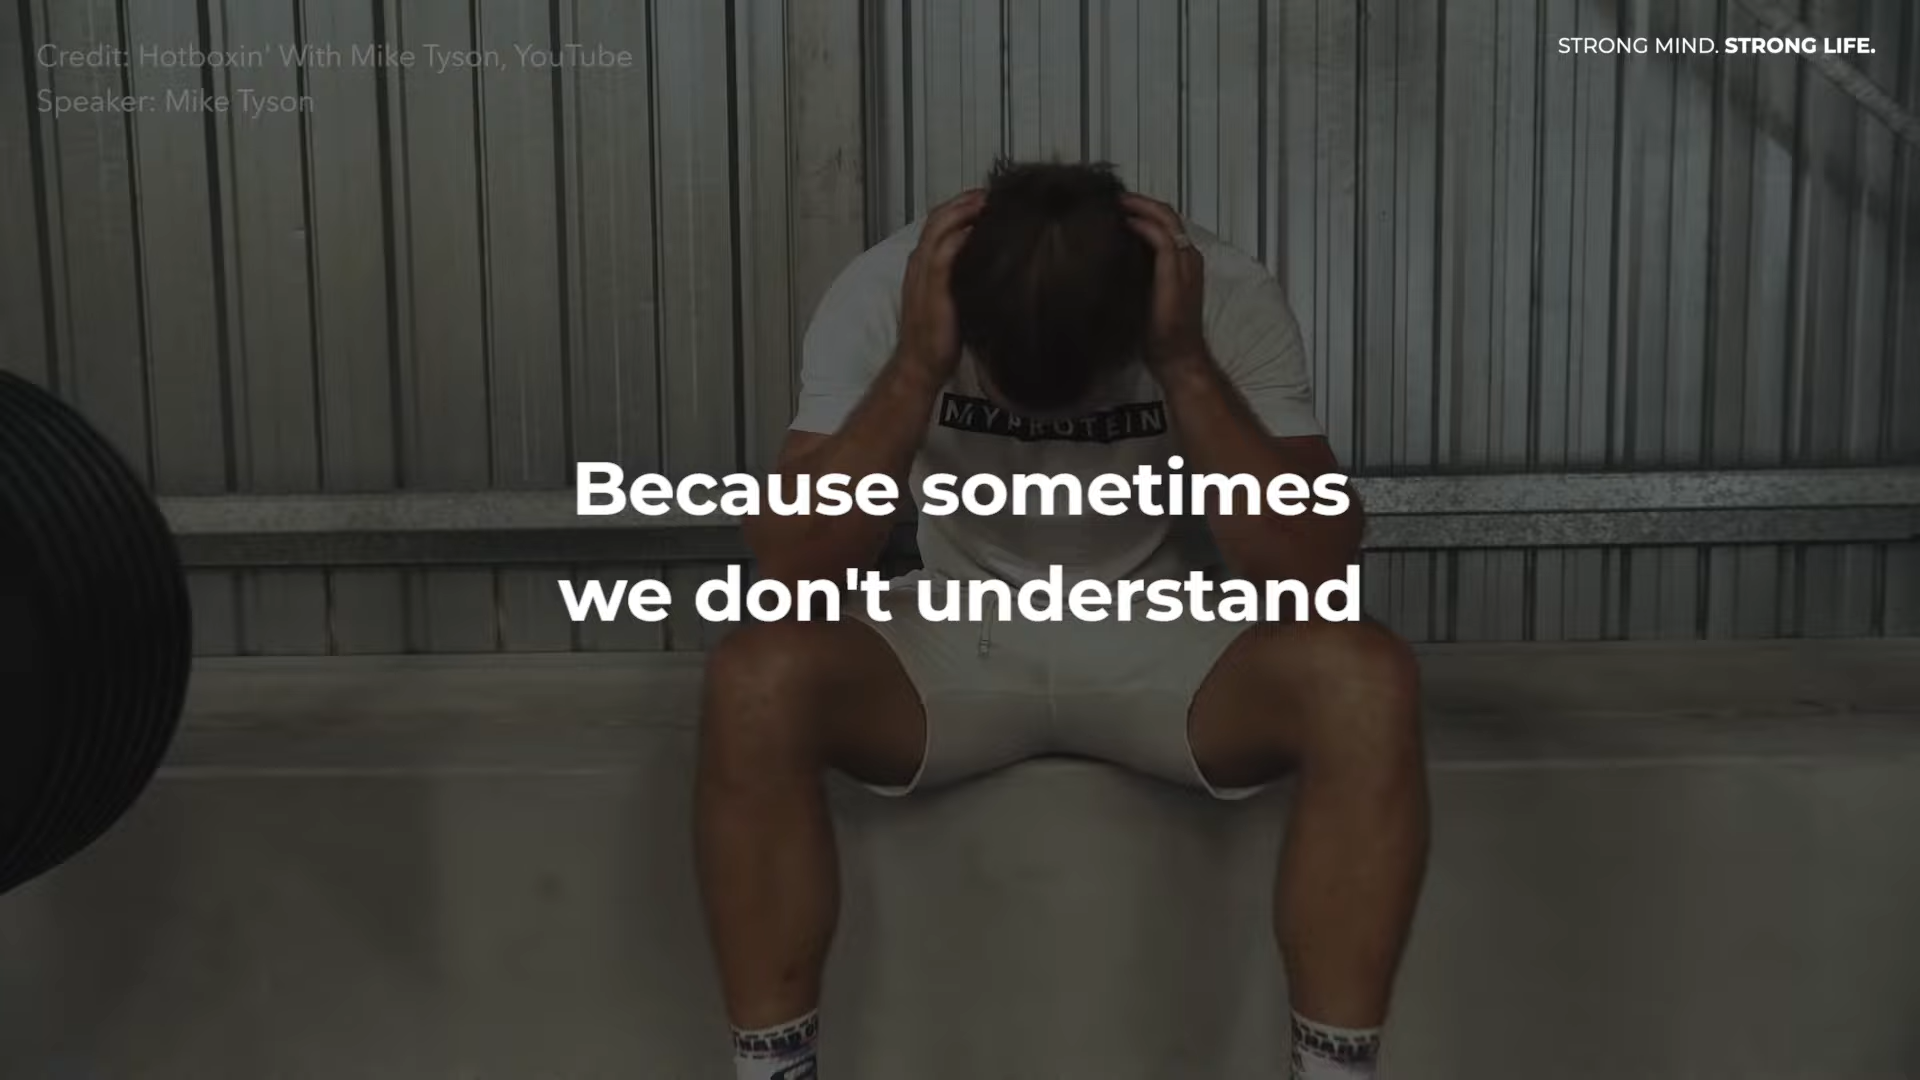 Credit: Hotboxin' With Mike Tyson, YouTube
Speaker: Mike Tyson
STRONG MIND. STRONG LIFE.
MYPROTEIN
Because sometimes
we don't understand